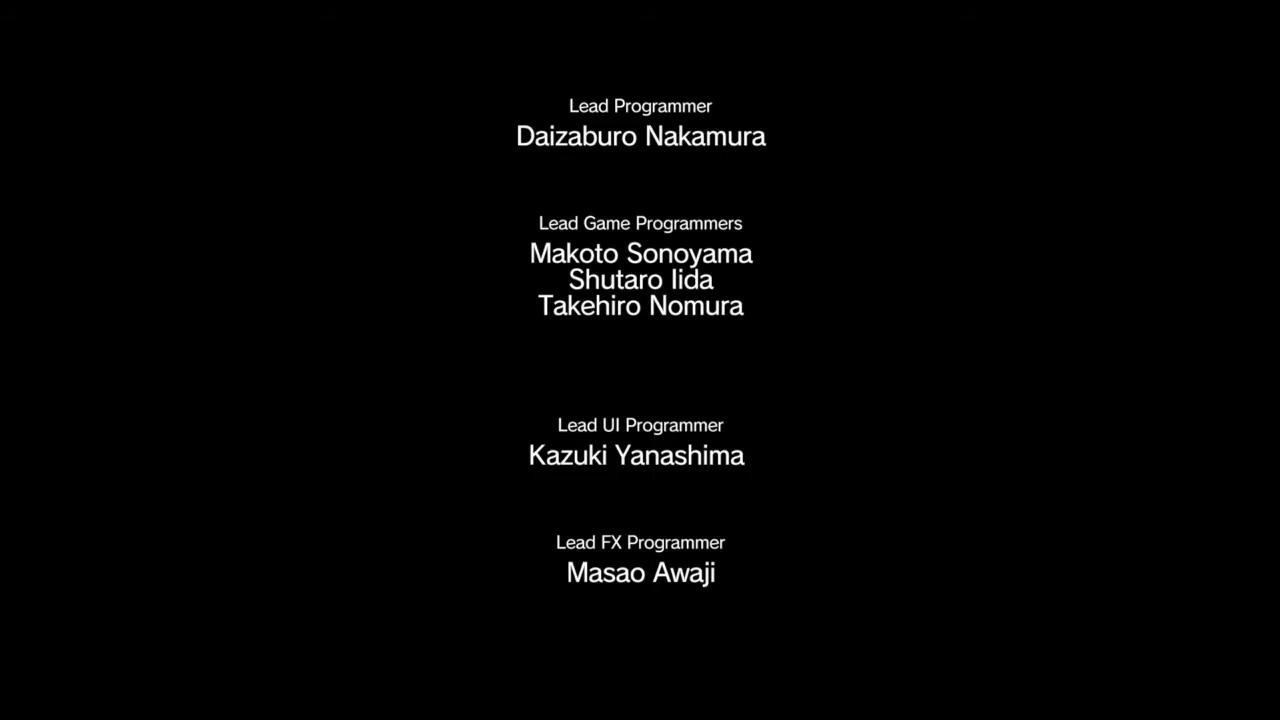 Lead Programmer
Daizaburo Nakamura
Lead Game Programmers
Makoto Sonoyama
Shutaro Iida
Takehiro Nomura
Lead UI Programmer
Kazuki Yanashima
Lead FX Programmer
Masao Awaji